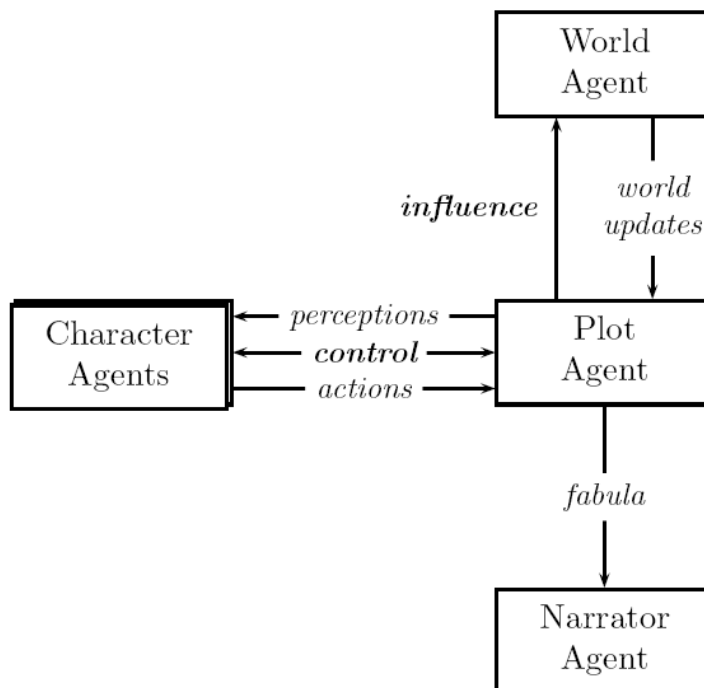 World
Agent
influence
world
updates
perceptions
control
actions
Character
Agents
Plot
Agent
fabula
Narrator
Agent